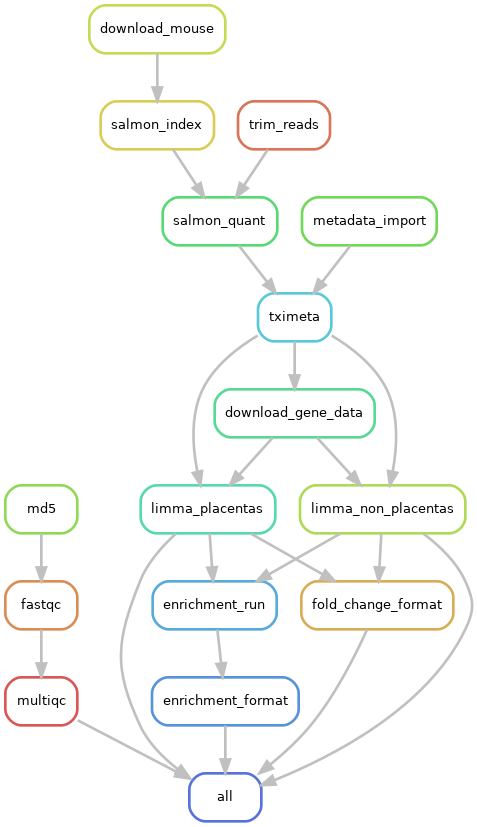 download_mouse
salmon_index
trim_reads
salmon_quant
metadata_import
tximeta
download_gene_data
md5
limma_placentas
limma_non_placentas
fastqc
enrichment_run
fold_change_format
multiqc
enrichment_format
all